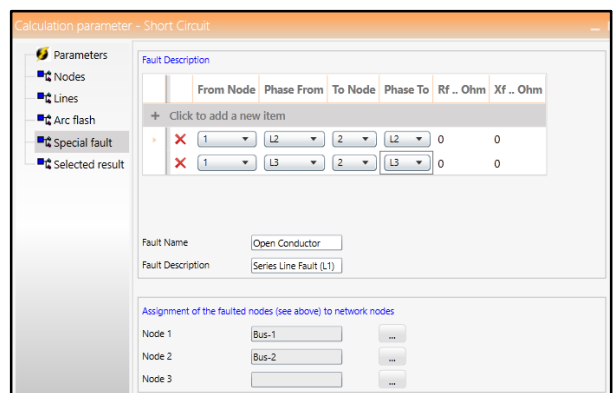 Calculation parameter - Short Circuit
Parameters
Nodes
Lines
Arc flash
Special fault
Selected result
Fault Description
From Node Phase From To Node Phase To Rf .. Ohm Xf .. Ohm
+ Click to add a new item
1 L2 2 L2 0 0
1 L3 2 L3 0 0
Fault Name Open Conductor
Fault Description Series Line Fault (L1)
Assignment of the faulted nodes (see above) to network nodes
Node 1 Bus-1 ...
Node 2 Bus-2 ...
Node 3 ...